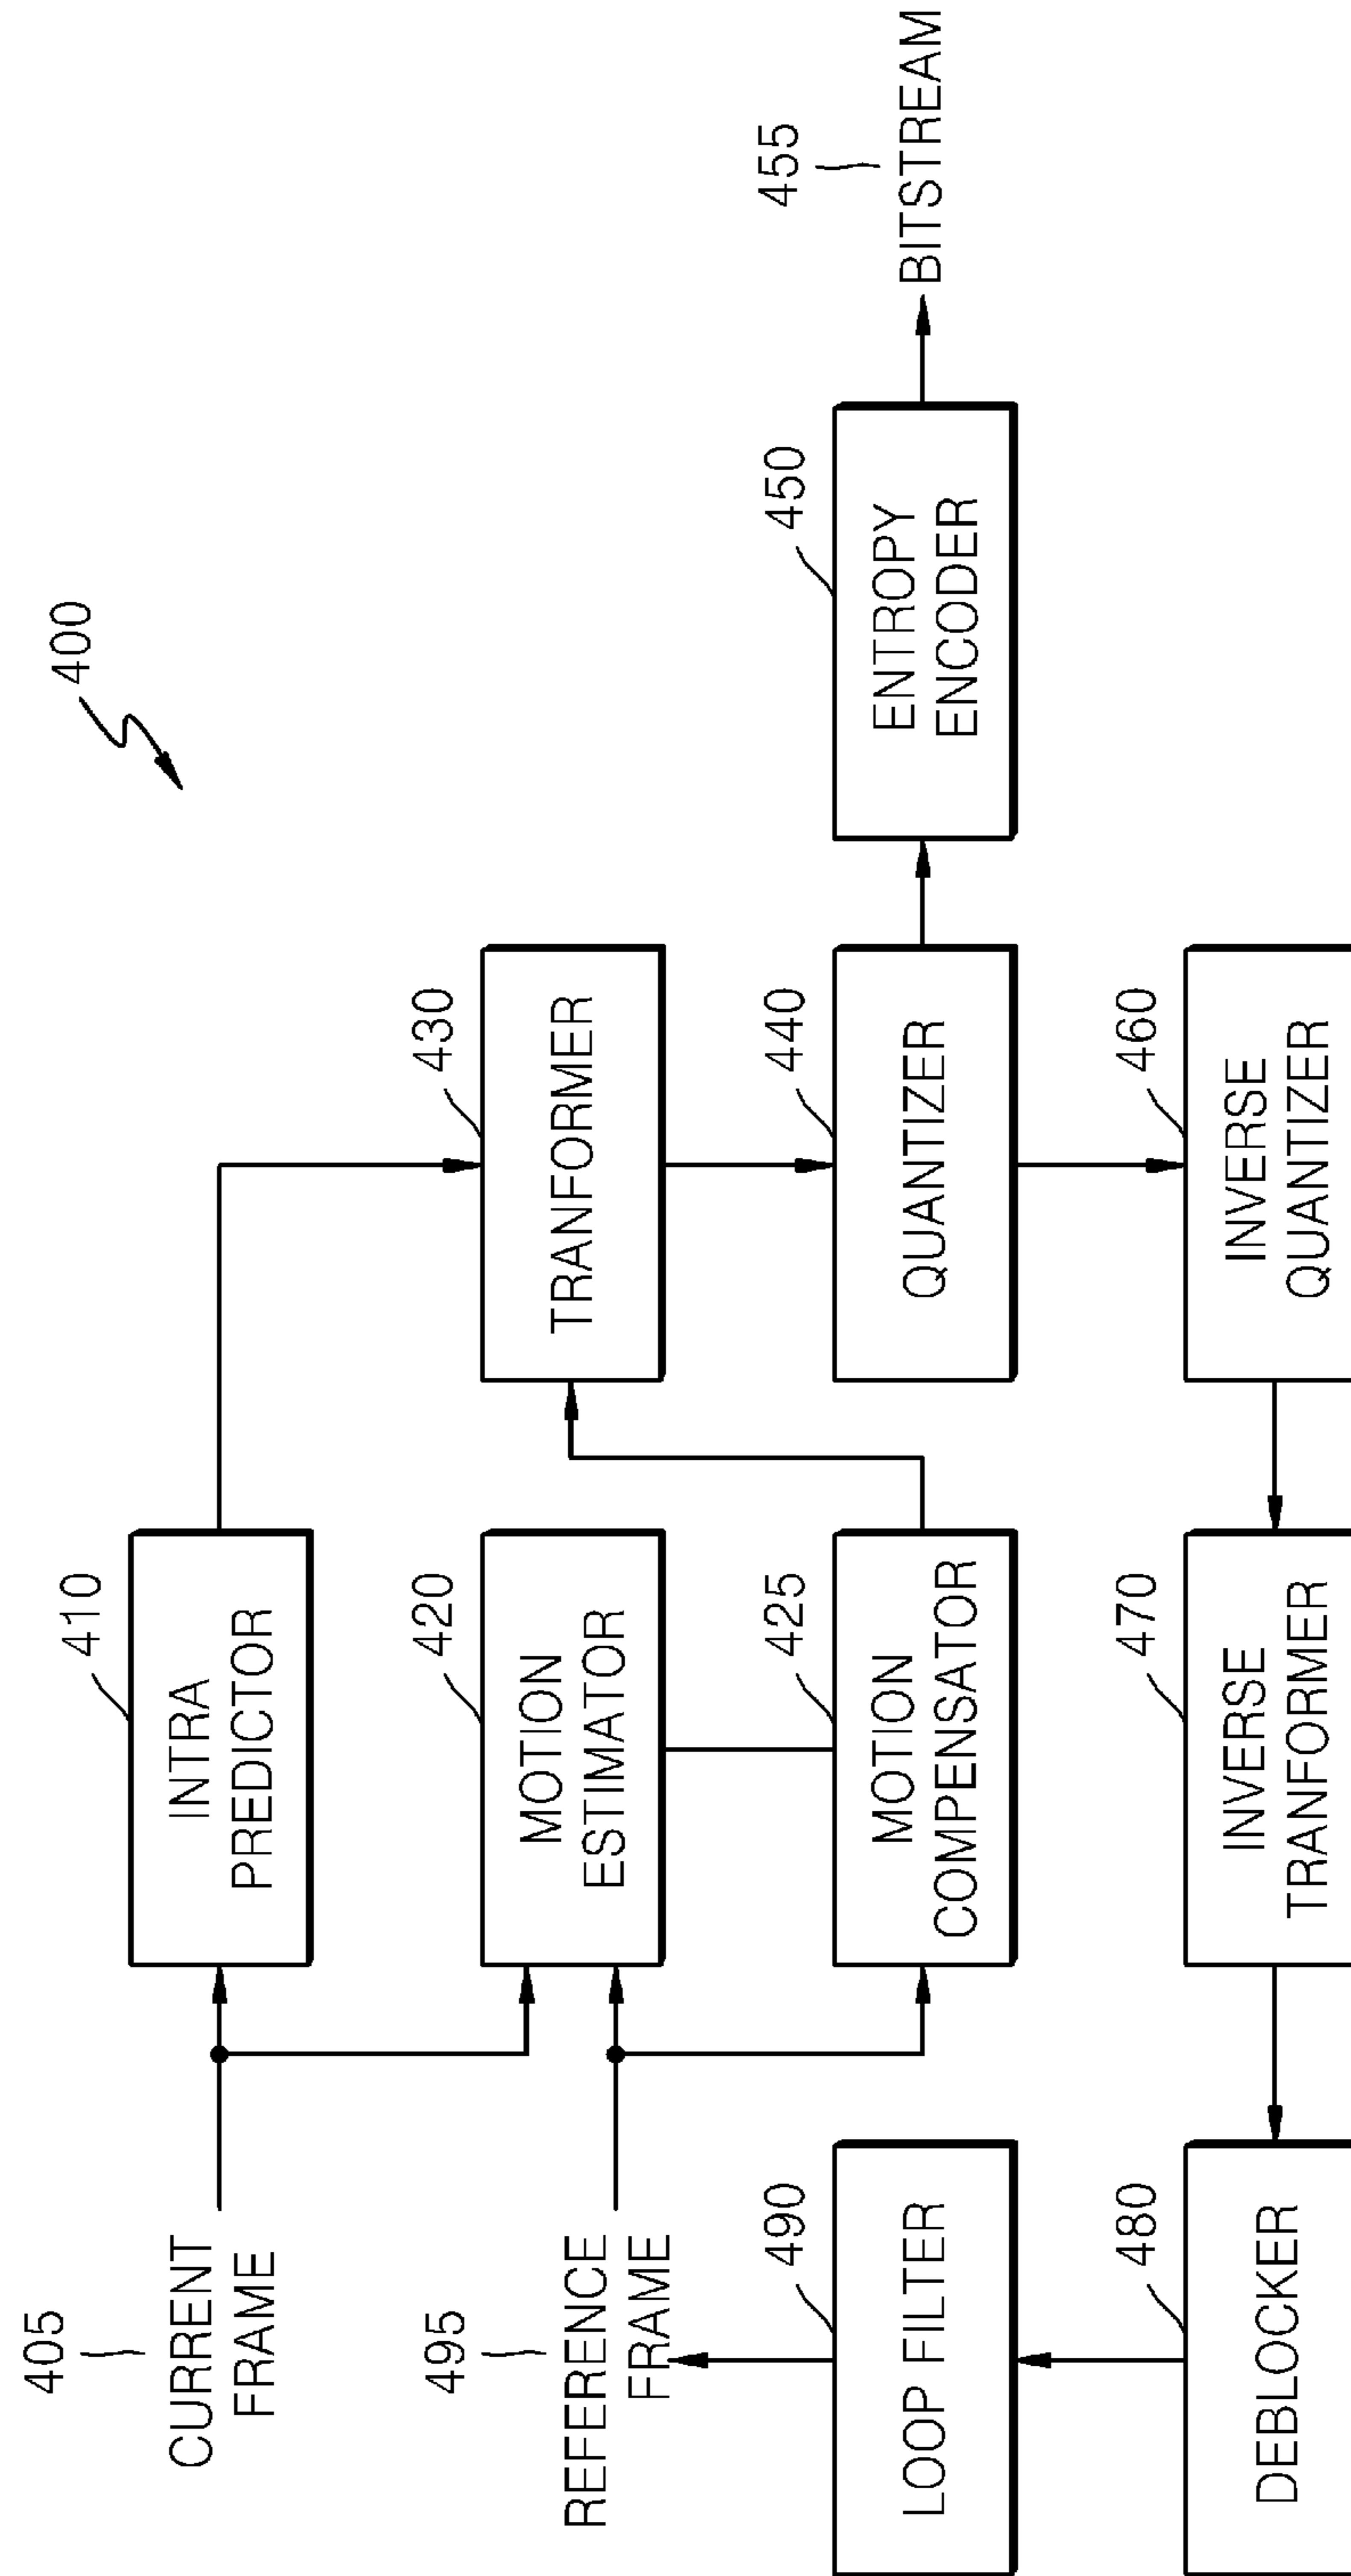 400
405
CURRENT
FRAME
410
INTRA
PREDICTOR
495
REFERENCE
FRAME
420
MOTION
ESTIMATOR
430
TRANFORMER
490
LOOP FILTER
425
MOTION
COMPENSATOR
440
QUANTIZER
450
ENTROPY
ENCODER
455
BITSTREAM
480
DEBLOCKER
470
INVERSE
TRANFORMER
460
INVERSE
QUANTIZER